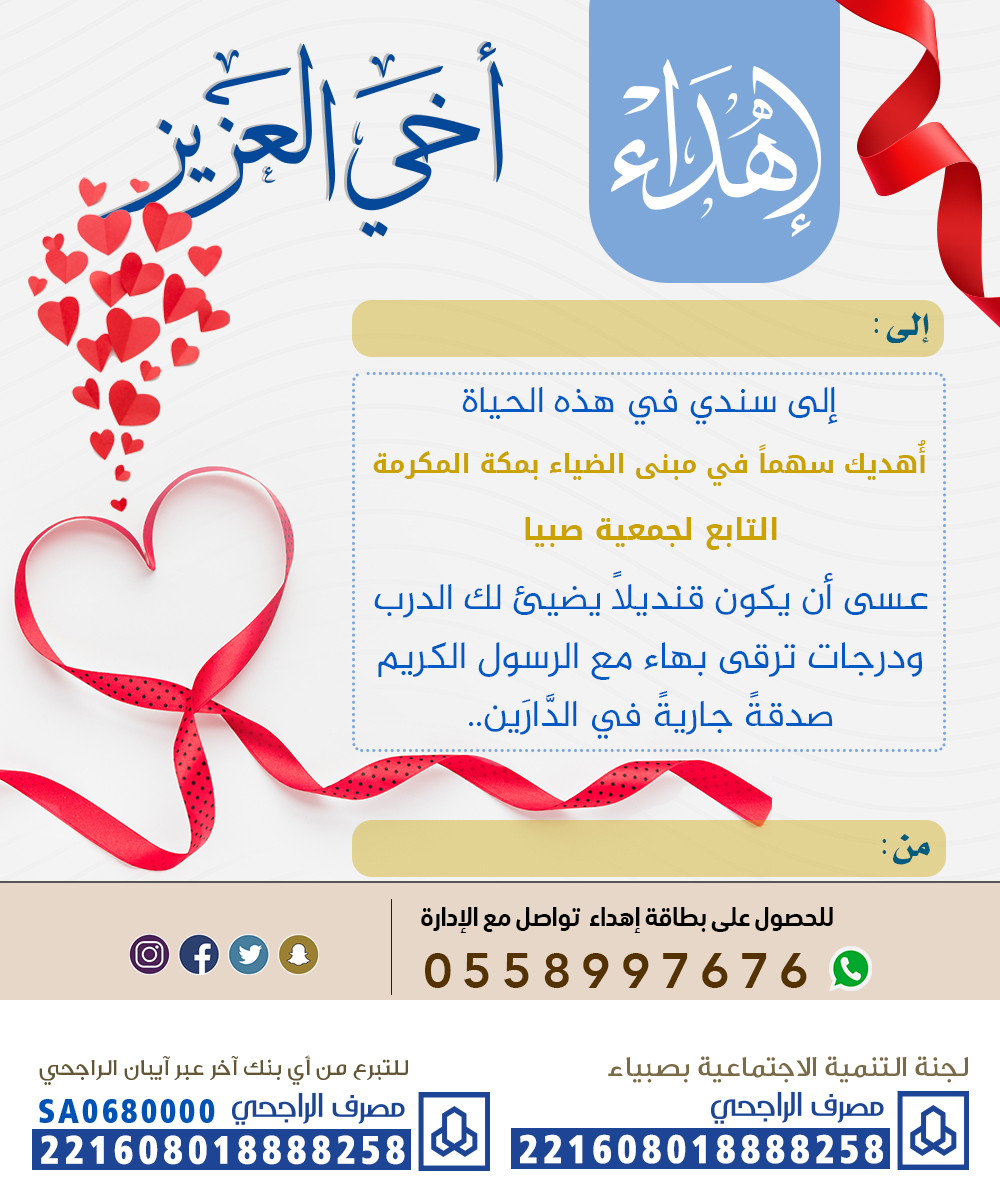 إهداء
أخي العزيز
إلى :
إلى سندي في هذه الحياة
أُهديك سهماً في مبنى الضياء بمكة المكرمة
التابع لجمعية صبيا
عسى أن يكون قنديلاً يضيئ لك الدرب
ودرجات ترقى بهاء مع الرسول الكريم
صدقةً جاريةً في الدَّارَين..
من :
للحصول على بطاقة إهداء تواصل مع الإدارة
0558997676
لجنة التنمية الاجتماعية بصبياء
مصرف الراجحي
221608018888258
للتبرع من أي بنك آخر عبر آيبان الراجحي
مصرف الراجحي SA0680000
221608018888258